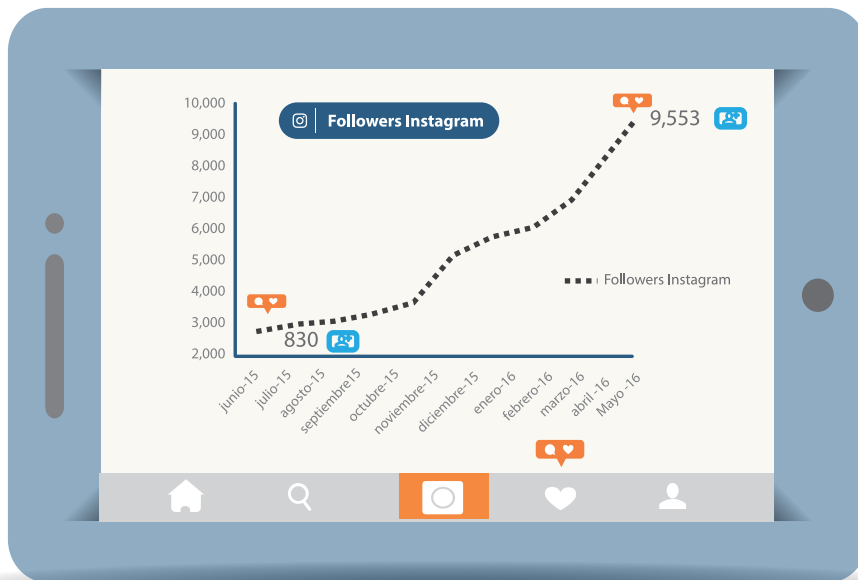 Followers Instagram
10,000
9,000
8,000
7,000
6,000
5,000
4,000
3,000
2,000
9,553
830
Followers Instagram
junio-15
julio-15
agosto-15
septiembre15
octubre-15
noviembre-15
diciembre-15
enero-16
febrero-16
marzo-16
abril -16
Mayo -16